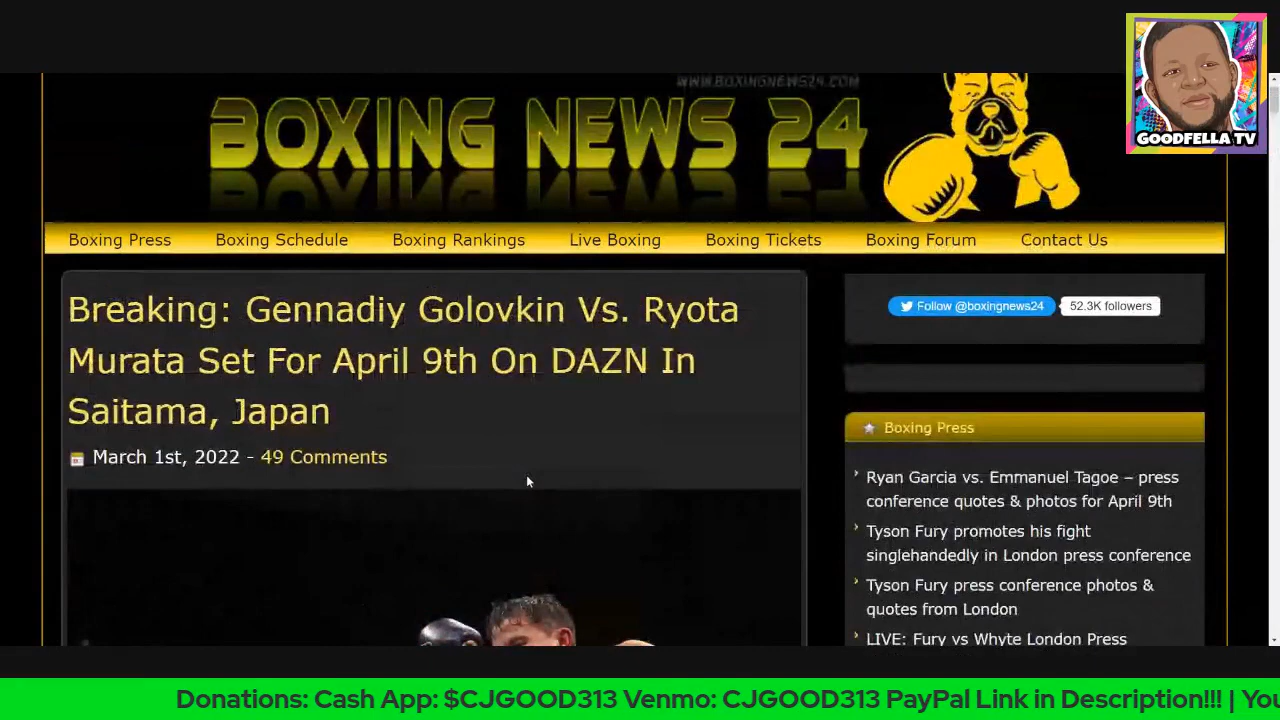 WWW.BOXINGNEWS24.COM
BOXING NEWS 24
GOODFELLA TV
Boxing Press
Boxing Schedule
Boxing Rankings
Live Boxing
Boxing Tickets
Boxing Forum
Contact Us
Breaking: Gennadiy Golovkin Vs. Ryota
Murata Set For April 9th On DAZN In
Saitama, Japan
March 1st, 2022 - 49 Comments
Follow @boxingnews24
52.3K followers
Boxing Press
Ryan Garcia vs. Emmanuel Tagoe – press
conference quotes & photos for April 9th
Tyson Fury promotes his fight
singlehandedly in London press conference
Tyson Fury press conference photos &
quotes from London
LIVE: Fury vs Whyte London Press
Donations: Cash App: $CJGOOD313 Venmo: CJGOOD313 PayPal Link in Description!!! | You